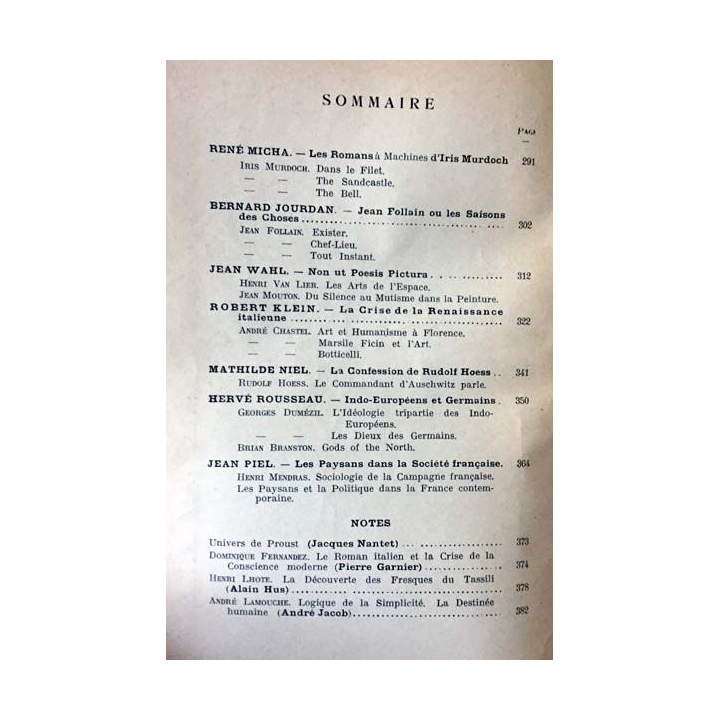 SOMMAIRE
PAGE
—
RENÉ MICHA. — Les Romans à Machines d'Iris Murdoch 291
IRIS MURDOCH. Dans le Filet.
— — The Sandcastle.
— — The Bell.
BERNARD JOURDAN. — Jean Follain ou les Saisons
des Choses........................................ 302
JEAN FOLLAIN. Exister.
— — Chef-Lieu.
— — Tout Instant.
JEAN WAHL. — Non ut Poesis Pictura............... 312
HENRI VAN LIER. Les Arts de l'Espace.
JEAN MOUTON. Du Silence au Mutisme dans la Peinture.
ROBERT KLEIN. — La Crise de la Renaissance
italienne........................................ 322
ANDRÉ CHASTEL. Art et Humanisme à Florence.
— — Marsile Ficin et l'Art.
— — Botticelli.
MATHILDE NIEL. — La Confession de Rudolf Hoess.. 341
RUDOLF HOESS. Le Commandant d'Auschwitz parle.
HERVÉ ROUSSEAU. — Indo-Européens et Germains. 350
GEORGES DUMÉZIL. L'Idéologie tripartie des Indo-
Européens.
— — Les Dieux des Germains.
BRIAN BRANSTON. Gods of the North.
JEAN PIEL. — Les Paysans dans la Société française. 364
HENRI MENDRAS. Sociologie de la Campagne française.
Les Paysans et la Politique dans la France contem-
poraine.
NOTES
Univers de Proust (Jacques Nantet)................ 373
DOMINIQUE FERNANDEZ. Le Roman italien et la Crise de la
Conscience moderne (Pierre Garnier)............... 374
HENRI LHOTE. La Découverte des Fresques du Tassili
(Alain Hus)........................................ 378
ANDRÉ LAMOUCHE. Logique de la Simplicité. La Destinée
humaine (André Jacob)............................. 382